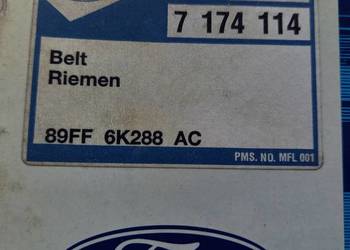 7 174 114
Belt
Riemen
89FF 6K288 AC
PMS. NO. MFL 001